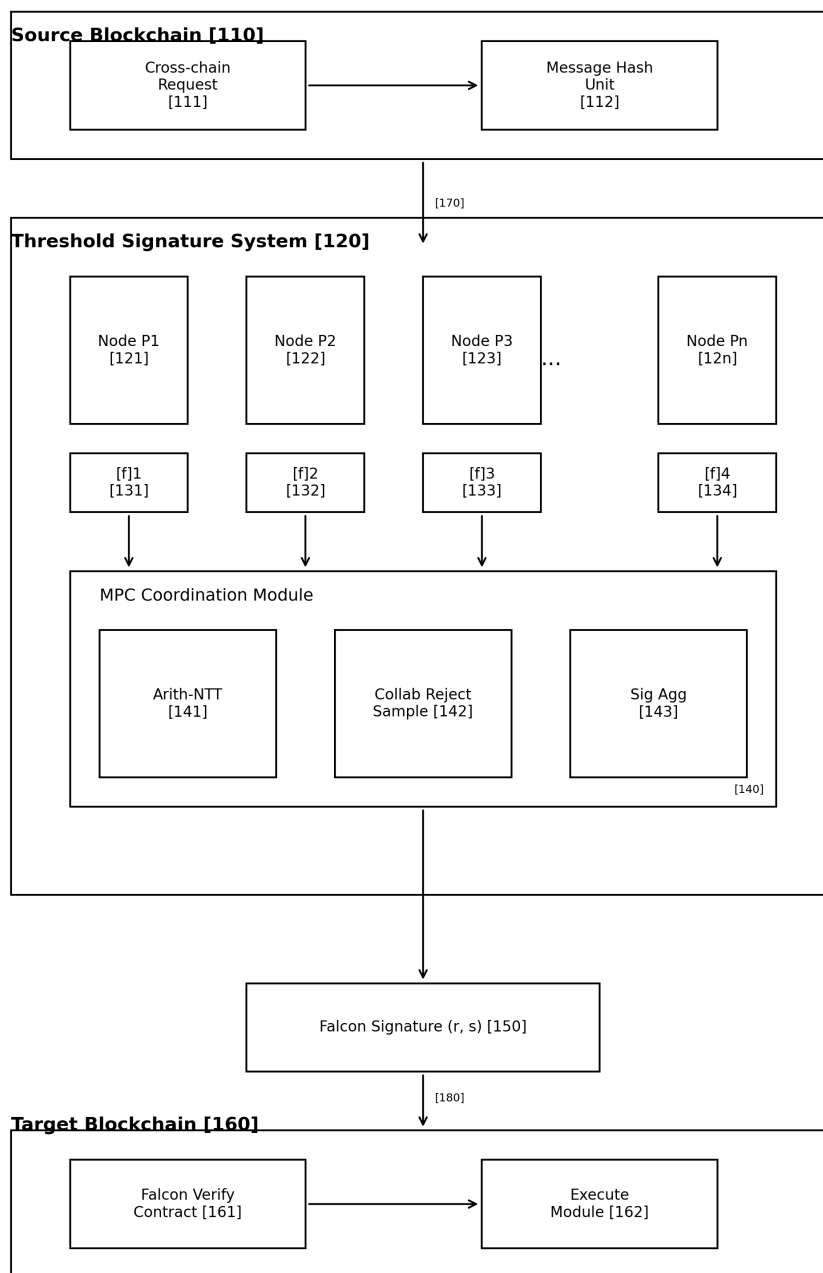 Source Blockchain [110]
Cross-chain
Request
[111]
Message Hash
Unit
[112]
[170]
Threshold Signature System [120]
Node P1
[121]
Node P2
[122]
Node P3
[123]
...
Node Pn
[12n]
[f]1
[131]
[f]2
[132]
[f]3
[133]
[f]4
[134]
MPC Coordination Module
Arith-NTT
[141]
Collab Reject
Sample [142]
Sig Agg
[143]
[140]
Falcon Signature (r, s) [150]
[180]
Target Blockchain [160]
Falcon Verify
Contract [161]
Execute
Module [162]